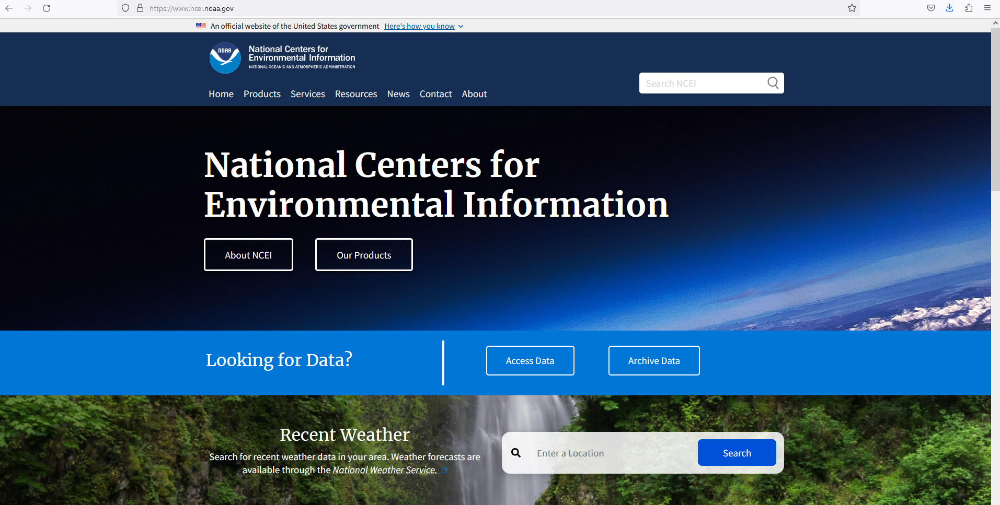 https://www.ncei.noaa.gov
An official website of the United States government Here's how you know
NOAA
National Centers for
Environmental Information
NATIONAL OCEANIC AND ATMOSPHERIC ADMINISTRATION
Search NCEI
Home Products Services Resources News Contact About
National Centers for
Environmental Information
About NCEI Our Products
Looking for Data? Access Data Archive Data
Recent Weather
Search for recent weather data in your area. Weather forecasts are
available through the National Weather Service.
Enter a Location Search